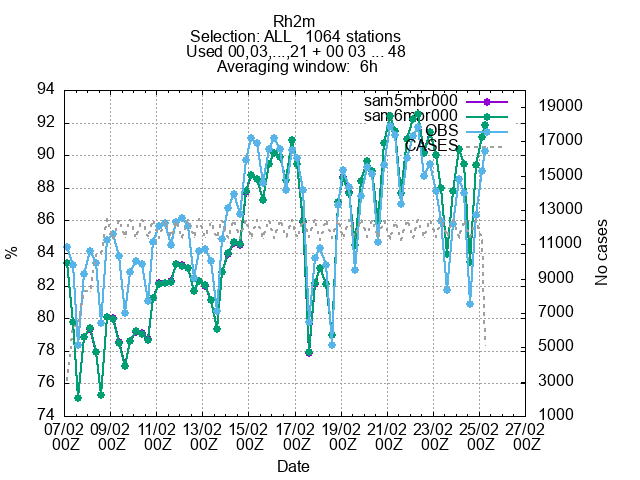 Rh2m
Selection: ALL   1064 stations
Used 00,03,...,21 + 00 03 ... 48
Averaging window:  6h
sam5mbr000
sam6mbr000
OBS
CASES
94
92
90
88
86
84
82
80
78
76
74
%
19000
17000
15000
13000
11000
9000
7000
5000
3000
1000
No cases
07/02 09/02 11/02 13/02 15/02 17/02 19/02 21/02 23/02 25/02 27/02
00Z 00Z 00Z 00Z 00Z 00Z 00Z 00Z 00Z 00Z 00Z
Date